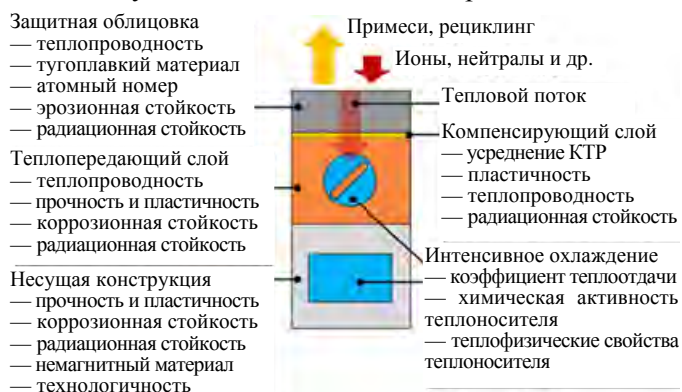 Защитная облицовка
— теплопроводность
— тугоплавкий материал
— атомный номер
— эрозионная стойкость
— радиационная стойкость
Теплопередающий слой
— теплопроводность
— прочность и пластичность
— коррозионная стойкость
— радиационная стойкость
Несущая конструкция
— прочность и пластичность
— коррозионная стойкость
— радиационная стойкость
— немагнитный материал
— технологичность
Примеси, рециклинг
Ионы, нейтралы и др.
Тепловой поток
Компенсирующий слой
— усреднение КТР
— пластичность
— теплопроводность
— радиационная стойкость
Интенсивное охлаждение
— коэффициент теплоотдачи
— химическая активность
теплоносителя
— теплофизические свойства
теплоносителя